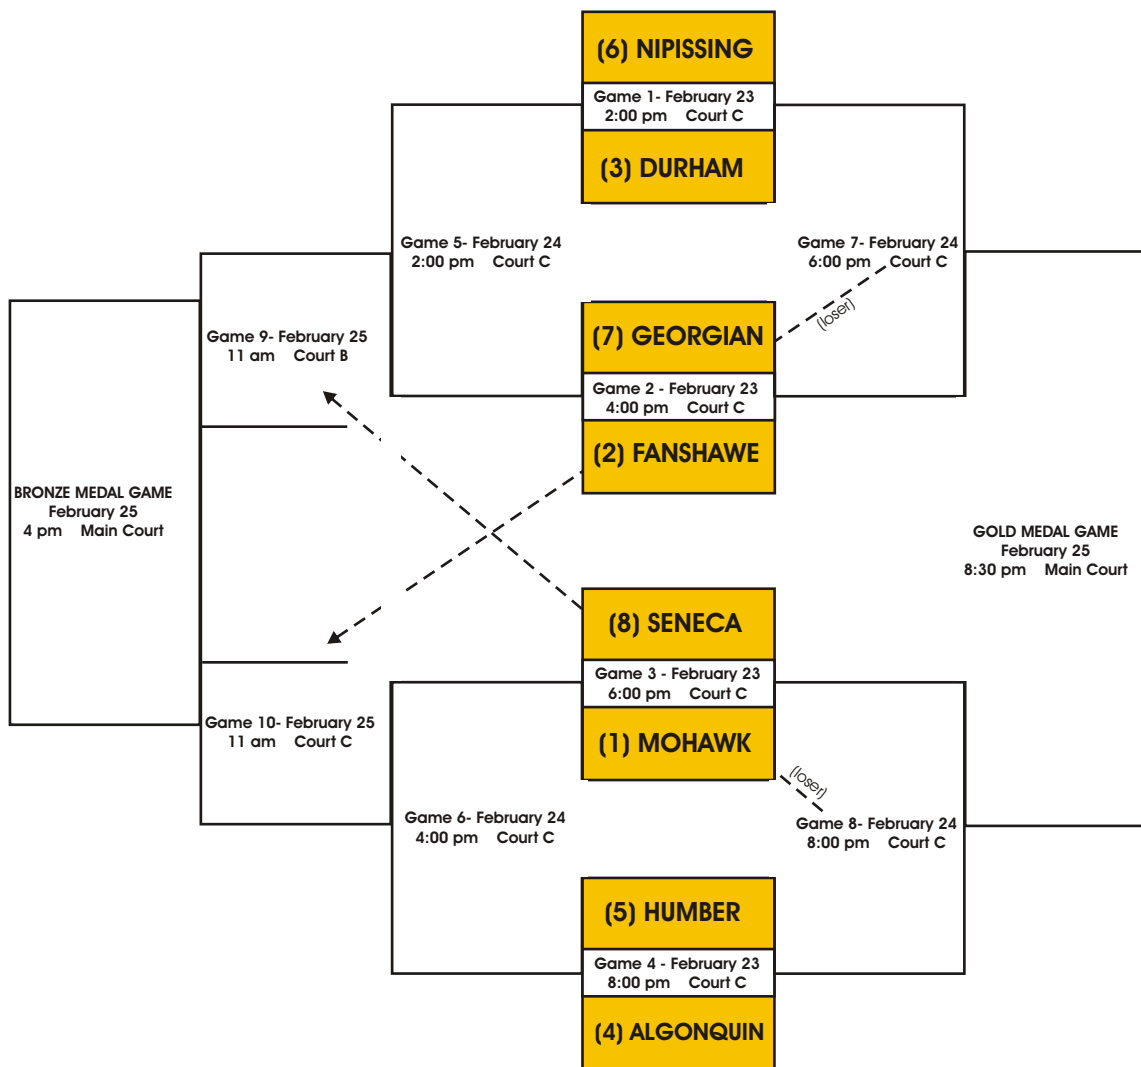 (6) NIPISSING
Game 1- February 23
2:00 pm Court C
(3) DURHAM
Game 5- February 24
2:00 pm Court C
Game 7- February 24
6:00 pm Court C
(loser)
(7) GEORGIAN
Game 2 - February 23
4:00 pm Court C
(2) FANSHAWE
Game 9- February 25
11 am Court B
BRONZE MEDAL GAME
February 25
4 pm Main Court
GOLD MEDAL GAME
February 25
8:30 pm Main Court
(8) SENECA
Game 3 - February 23
6:00 pm Court C
(1) MOHAWK
Game 10- February 25
11 am Court C
(loser)
Game 6- February 24
4:00 pm Court C
Game 8- February 24
8:00 pm Court C
(5) HUMBER
Game 4 - February 23
8:00 pm Court C
(4) ALGONQUIN